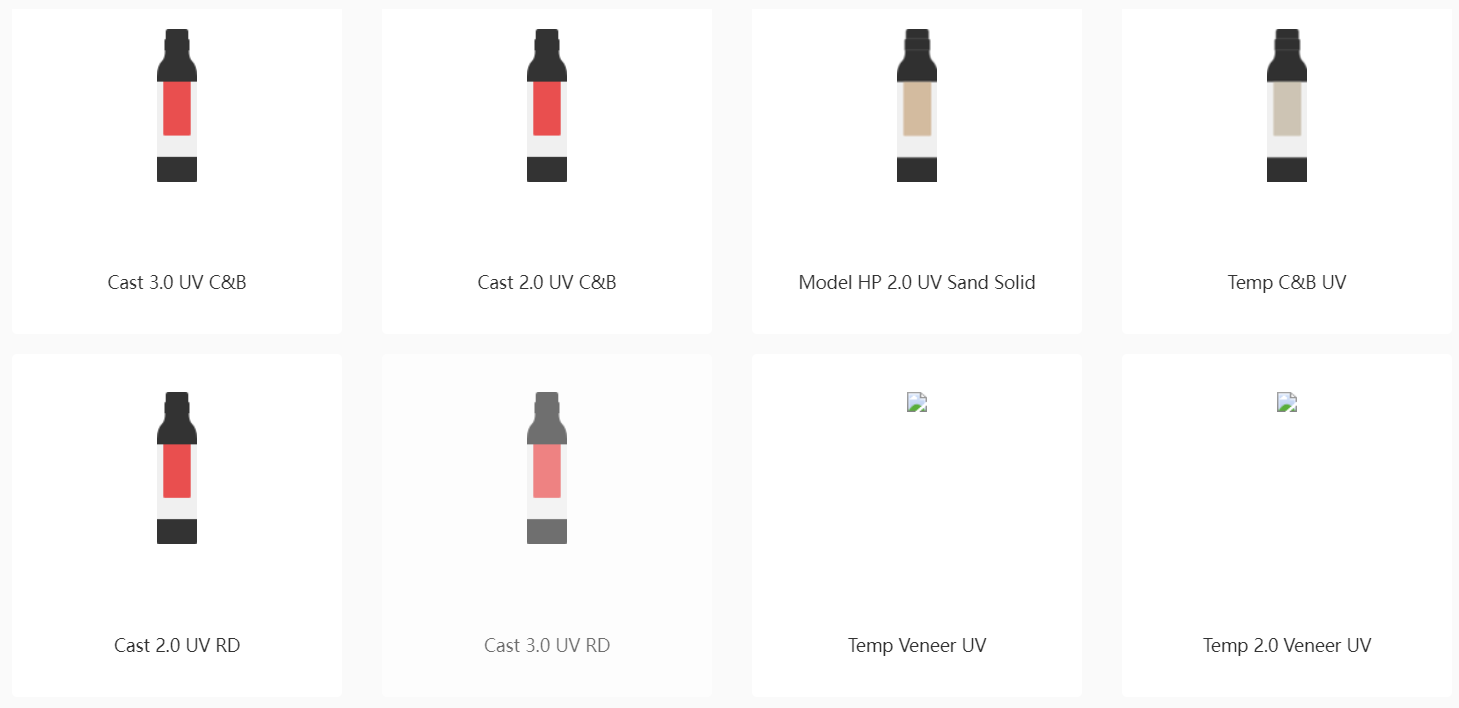 Cast 3.0 UV C&B
Cast 2.0 UV C&B
Model HP 2.0 UV Sand Solid
Temp C&B UV
Cast 2.0 UV RD
Cast 3.0 UV RD
Temp Veneer UV
Temp 2.0 Veneer UV